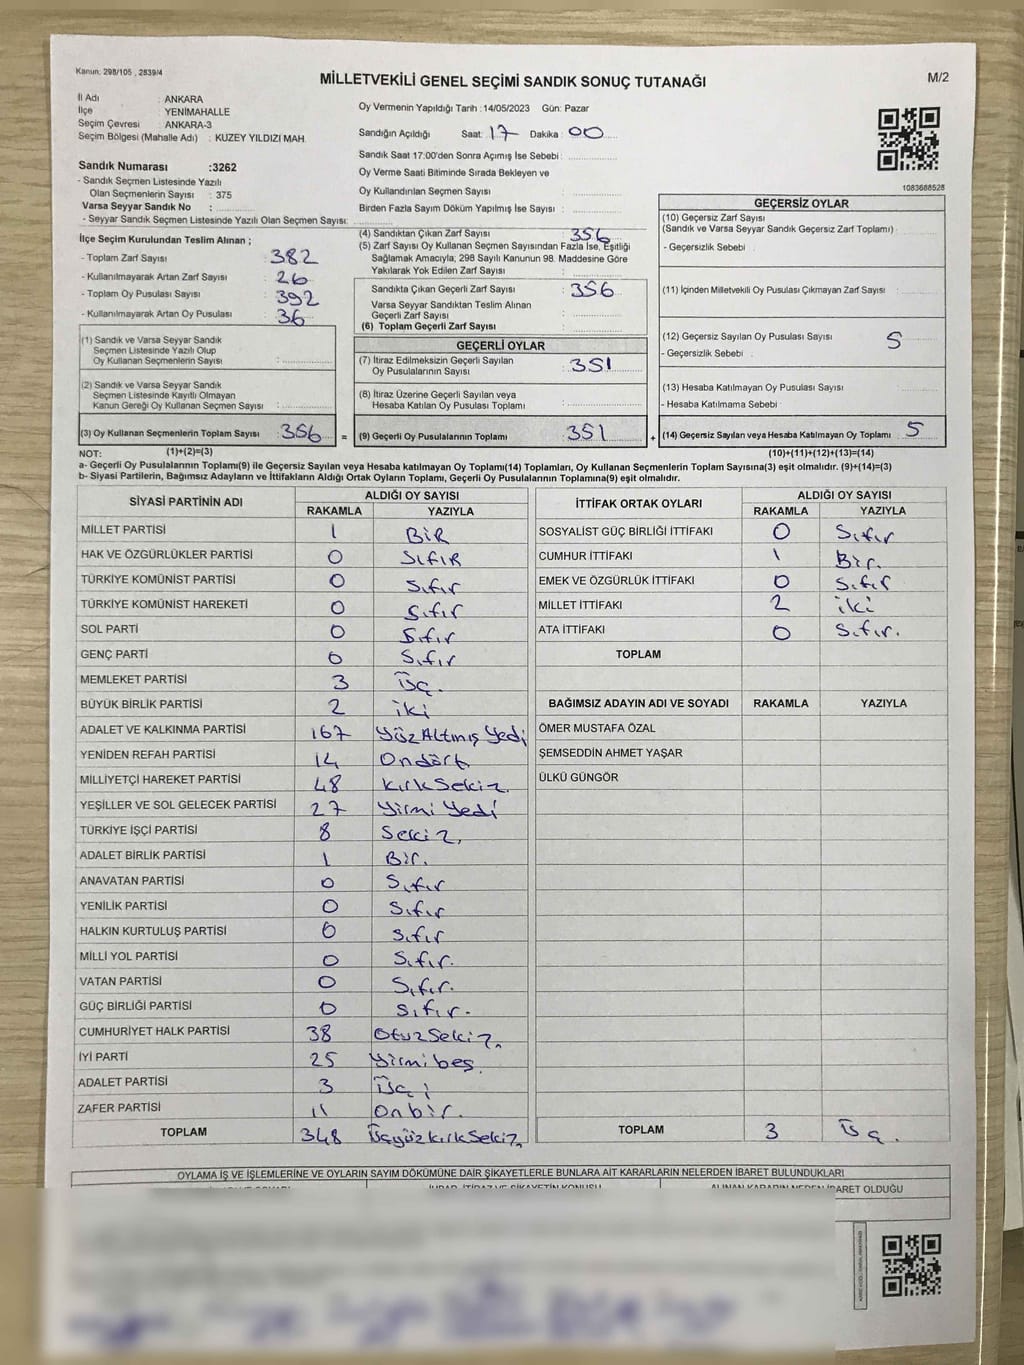 Kanun: 298/105 , 2839/4
MİLLETVEKİLİ GENEL SEÇİMİ SANDIK SONUÇ TUTANAĞI
M/2
İl Adı : ANKARA
İlçe : YENİMAHALLE
Seçim Çevresi : ANKARA-3
Seçim Bölgesi (Mahalle Adı) : KUZEY YILDIZI MAH.
Sandık Numarası :3262
- Sandık Seçmen Listesinde Yazılı
Olan Seçmenlerin Sayısı : 375
Varsa Seyyar Sandık No :
- Seyyar Sandık Seçmen Listesinde Yazılı Olan Seçmen Sayısı:
Oy Vermenin Yapıldığı Tarih :14/05/2023 Gün: Pazar
Sandığın Açıldığı Saat: 17 Dakika : 00
Sandık Saat 17:00'den Sonra Açımış İse Sebebi :
Oy Verme Saati Bitiminde Sırada Bekleyen ve
Oy Kullandırılan Seçmen Sayısı :
Birden Fazla Sayım Döküm Yapılmış İse Sayısı :
1083688528
İlçe Seçim Kurulundan Teslim Alınan ;
- Toplam Zarf Sayısı : 382
- Kullanılmayarak Artan Zarf Sayısı : 26
- Toplam Oy Pusulası Sayısı : 392
- Kullanılmayarak Artan Oy Pusulası : 36
(1) Sandık ve Varsa Seyyar Sandık
Seçmen Listesinde Yazılı Olup
Oy Kullanan Seçmenlerin Sayısı :
(2) Sandık ve Varsa Seyyar Sandık
Seçmen Listesinde Kayıtlı Olmayan
Kanun Gereği Oy Kullanan Seçmen Sayısı :
(3) Oy Kullanan Seçmenlerin Toplam Sayısı : 356 =
(1)+(2)=(3)
(4) Sandıktan Çıkan Zarf Sayısı : 356
(5) Zarf Sayısı Oy Kullanan Seçmen Sayısından Fazla İse, Eşitliği
Sağlamak Amacıyla; 298 Sayılı Kanunun 98. Maddesine Göre
Yakılarak Yok Edilen Zarf Sayısı :
Sandıkta Çıkan Geçerli Zarf Sayısı : 356
Varsa Seyyar Sandıktan Teslim Alınan
Geçerli Zarf Sayısı :
(6) Toplam Geçerli Zarf Sayısı :
GEÇERLİ OYLAR
(7) İtiraz Edilmeksizin Geçerli Sayılan
Oy Pusulalarının Sayısı : 351
(8) İtiraz Üzerine Geçerli Sayılan veya
Hesaba Katılan Oy Pusulası Toplamı :
(9) Geçerli Oy Pusulalarının Toplamı : 351 +
GEÇERSİZ OYLAR
(10) Geçersiz Zarf Sayısı
(Sandık ve Varsa Seyyar Sandık Geçersiz Zarf Toplamı) :
- Geçersizlik Sebebi :
(11) İçinden Milletvekili Oy Pusulası Çıkmayan Zarf Sayısı :
(12) Geçersiz Sayılan Oy Pusulası Sayısı : 5
- Geçersizlik Sebebi :
(13) Hesaba Katılmayan Oy Pusulası Sayısı :
- Hesaba Katılmama Sebebi :
(14) Geçersiz Sayılan veya Hesaba Katılmayan Oy Toplamı : 5
(10)+(11)+(12)+(13)=(14)
NOT:
a- Geçerli Oy Pusulalarının Toplamı(9) ile Geçersiz Sayılan veya Hesaba katılmayan Oy Toplamı(14) Toplamları, Oy Kullanan Seçmenlerin Toplam Sayısına(3) eşit olmalıdır. (9)+(14)=(3)
b- Siyasi Partilerin, Bağımsız Adayların ve İttifakların Aldığı Ortak Oyların Toplamı, Geçerli Oy Pusulalarının Toplamına(9) eşit olmalıdır.
SİYASİ PARTİNİN ADI ALDIĞI OY SAYISI
RAKAMLA YAZIYLA
MİLLET PARTİSİ 1 BİR
HAK VE ÖZGÜRLÜKLER PARTİSİ 0 SIFIR
TÜRKİYE KOMÜNİST PARTİSİ 0 Sıfır
TÜRKİYE KOMÜNİST HAREKETİ 0 Sıfır
SOL PARTİ 0 Sıfır
GENÇ PARTİ 0 Sıfır
MEMLEKET PARTİSİ 3 Üç.
BÜYÜK BİRLİK PARTİSİ 2 iki
ADALET VE KALKINMA PARTİSİ 167 Yüz Altmış Yedi
YENİDEN REFAH PARTİSİ 14 Ondört
MİLLİYETÇİ HAREKET PARTİSİ 48 Kırk Sekiz.
YEŞİLLER VE SOL GELECEK PARTİSİ 27 Yirmi Yedi
TÜRKİYE İŞÇİ PARTİSİ 8 Sekiz.
ADALET BİRLİK PARTİSİ 1 Bir.
ANAVATAN PARTİSİ 0 Sıfır
YENİLİK PARTİSİ 0 Sıfır
HALKIN KURTULUŞ PARTİSİ 0 Sıfır
MİLLİ YOL PARTİSİ 0 Sıfır.
VATAN PARTİSİ 0 Sıfır.
GÜÇ BİRLİĞİ PARTİSİ 0 Sıfır.
CUMHURİYET HALK PARTİSİ 38 Otuz Sekiz.
İYİ PARTİ 25 Yirmi beş.
ADALET PARTİSİ 3 Üç
ZAFER PARTİSİ 11 Onbir.
TOPLAM 348 Üçyüz kırk Sekiz.
İTTİFAK ORTAK OYLARI ALDIĞI OY SAYISI
RAKAMLA YAZIYLA
SOSYALİST GÜÇ BİRLİĞİ İTTİFAKI 0 Sıfır
CUMHUR İTTİFAKI 1 Bir.
EMEK VE ÖZGÜRLÜK İTTİFAKI 0 Sıfır
MİLLET İTTİFAKI 2 iki
ATA İTTİFAKI 0 Sıfır.
TOPLAM
BAĞIMSIZ ADAYIN ADI VE SOYADI RAKAMLA YAZIYLA
ÖMER MUSTAFA ÖZAL
ŞEMSEDDİN AHMET YAŞAR
ÜLKÜ GÜNGÖR
TOPLAM 3 Üç.
OYLAMA İŞ VE İŞLEMLERİNE VE OYLARIN SAYIM DÖKÜMÜNE DAİR ŞİKAYETLERLE BUNLARA AİT KARARLARIN NELERDEN İBARET BULUNDUKLARI
ALINAN KARARIN NEDEN İBARET OLDUĞU